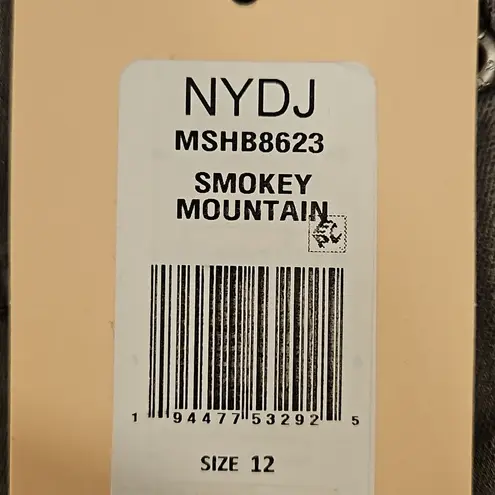 NYDJ
MSHB8623
SMOKEY
MOUNTAIN
1 94477 53292 5
SIZE 12